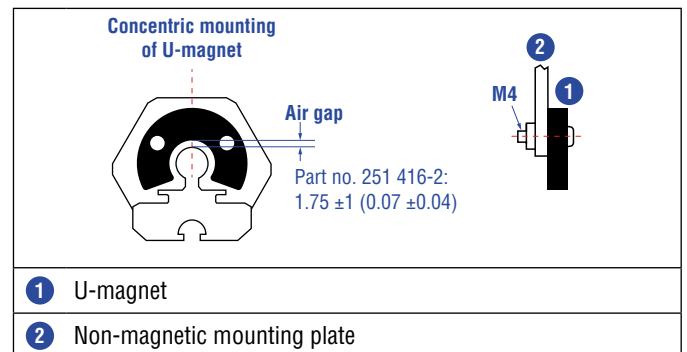 Concentric mounting
of U-magnet
Air gap
Part no. 251 416-2:
1.75 ±1 (0.07 ±0.04)
2
1
M4
1 U-magnet
2 Non-magnetic mounting plate